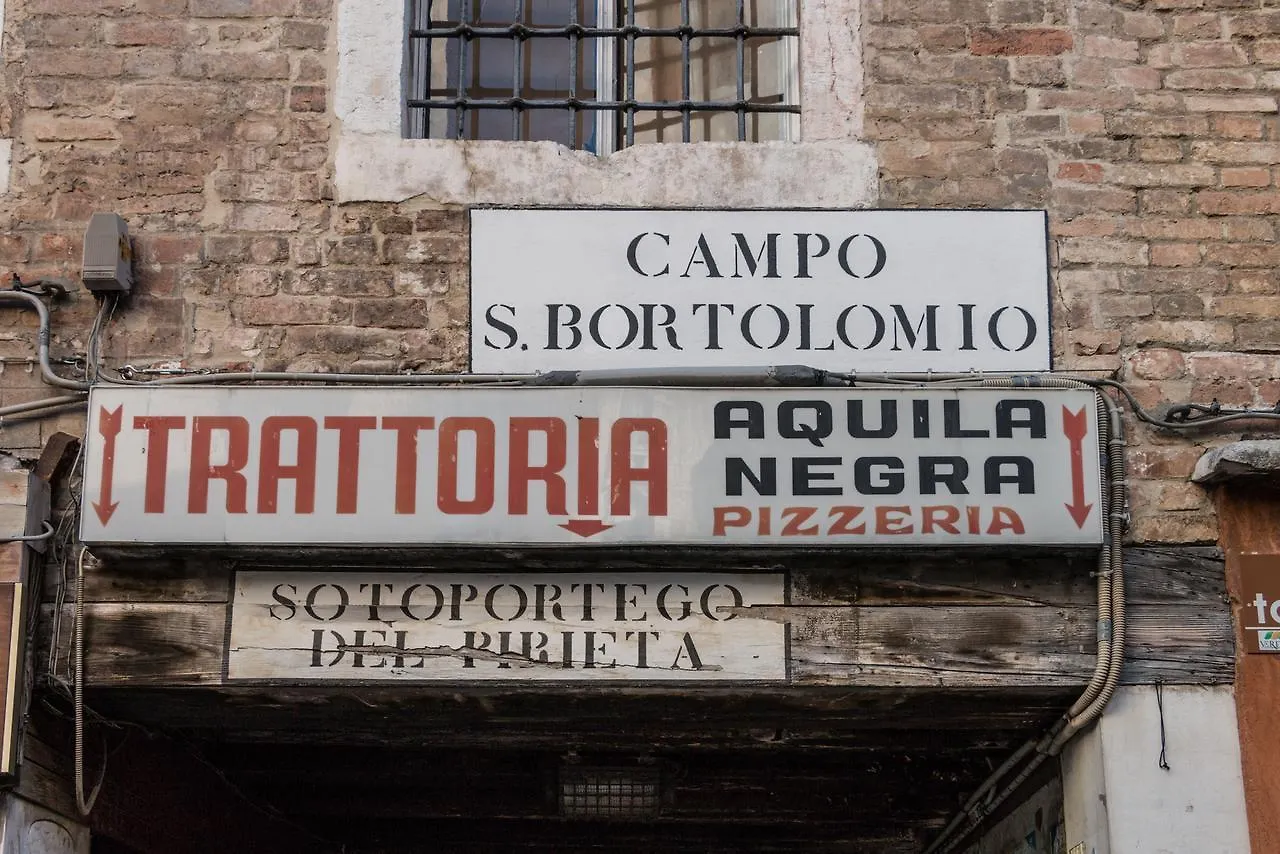 CAMPO
S. BORTOLOMIO
TRATTORIA
AQUILA
NEGRA
PIZZERIA
SOTOPORTEGO
DEL PIRIETA